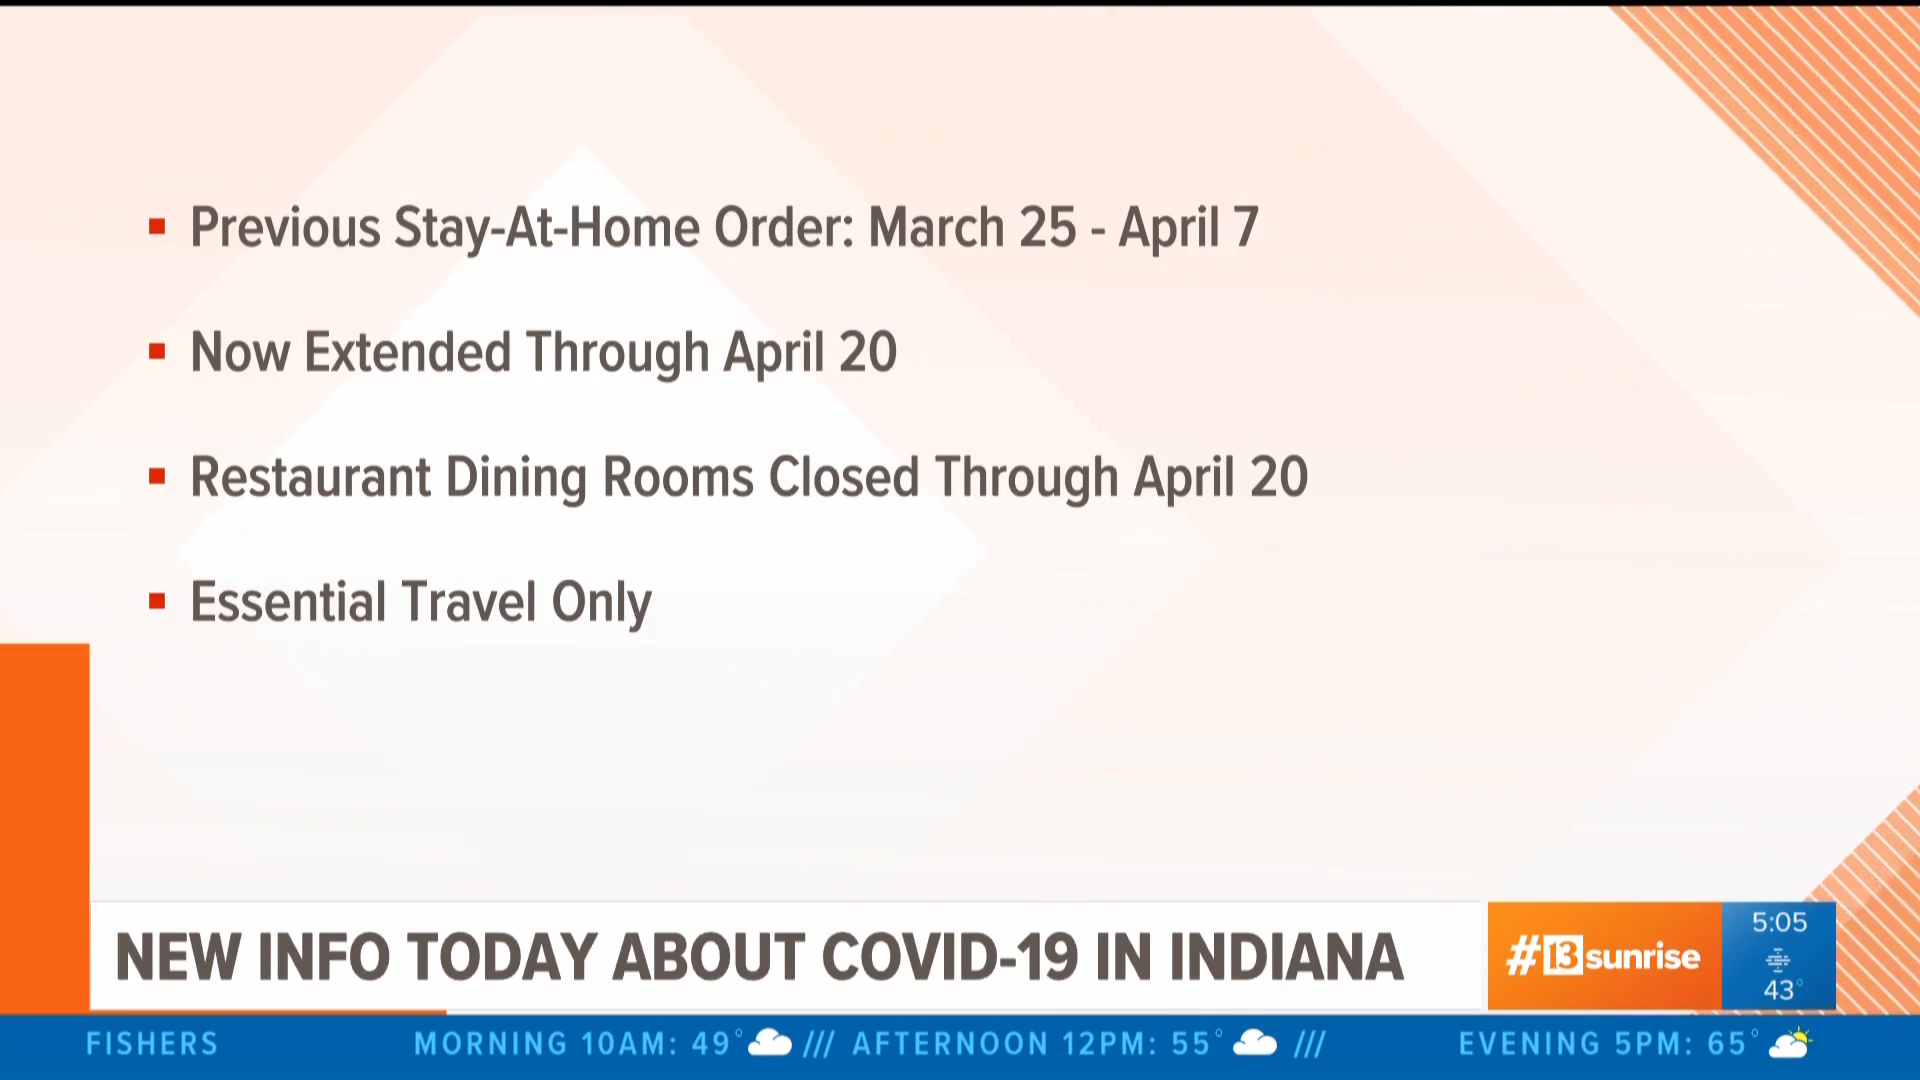 Previous Stay-At-Home Order: March 25 - April 7
Now Extended Through April 20
Restaurant Dining Rooms Closed Through April 20
Essential Travel Only
NEW INFO TODAY ABOUT COVID-19 IN INDIANA
#13sunrise
5:05
43°
FISHERS MORNING 10AM: 49° /// AFTERNOON 12PM: 55° /// EVENING 5PM: 65°